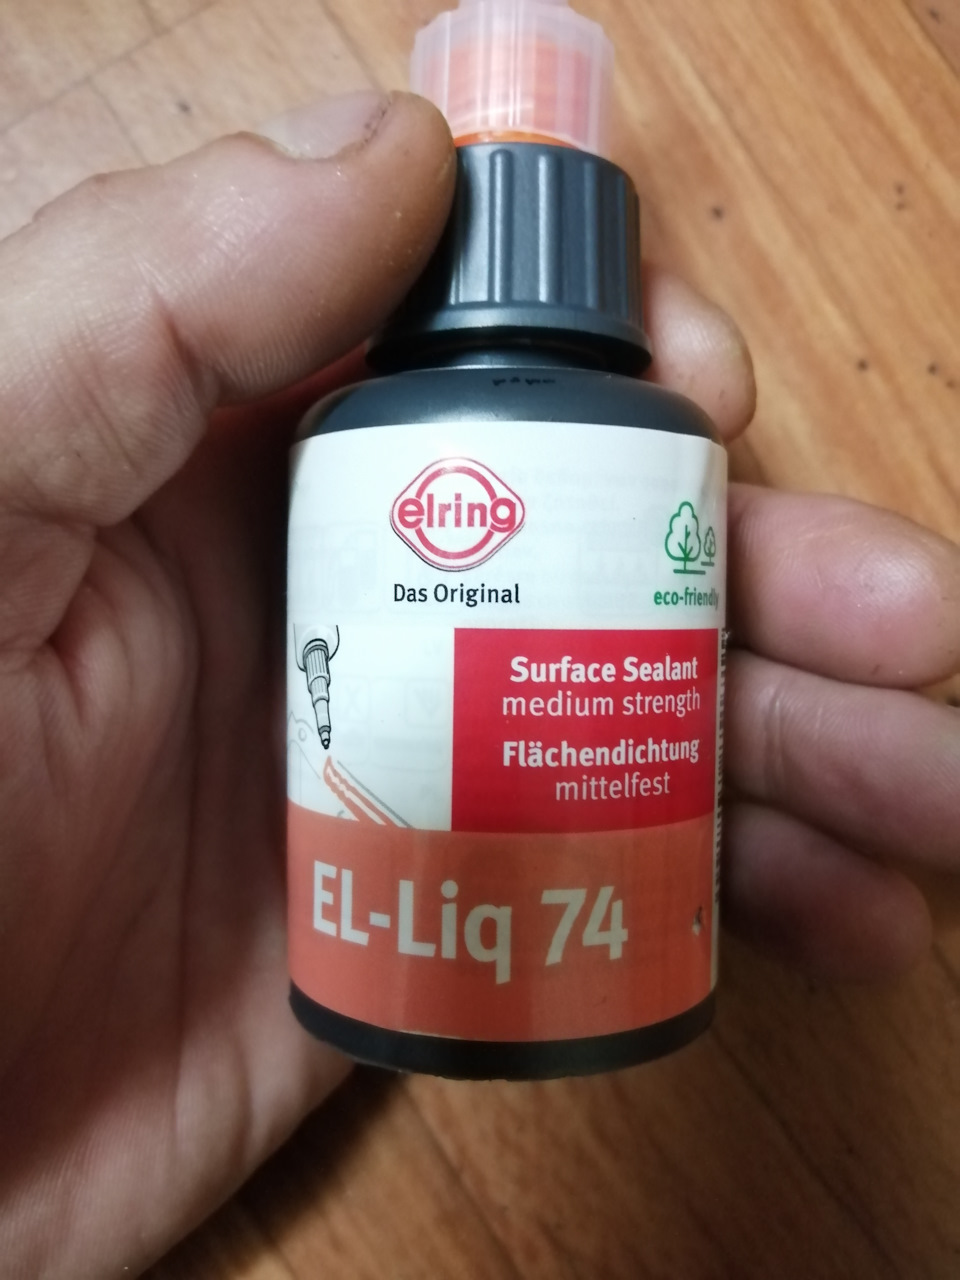 elring
Das Original
eco-friendly
Surface Sealant
medium strength
Flächendichtung
mittelfest
EL-Liq 74